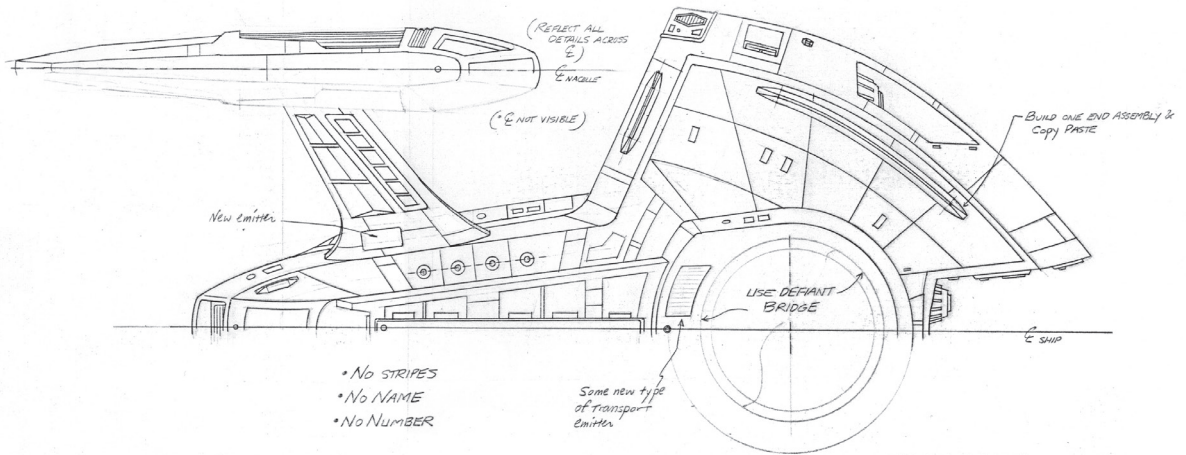 (REFLECT ALL
DETAILS ACROSS
℄)
℄ NACELLE
(• ℄ NOT VISIBLE)
BUILD ONE END ASSEMBLY &
COPY PASTE
New emitter
USE DEFIANT
BRIDGE
℄ SHIP
• NO STRIPES
• NO NAME
• NO NUMBER
Some new type
of transport
emitter